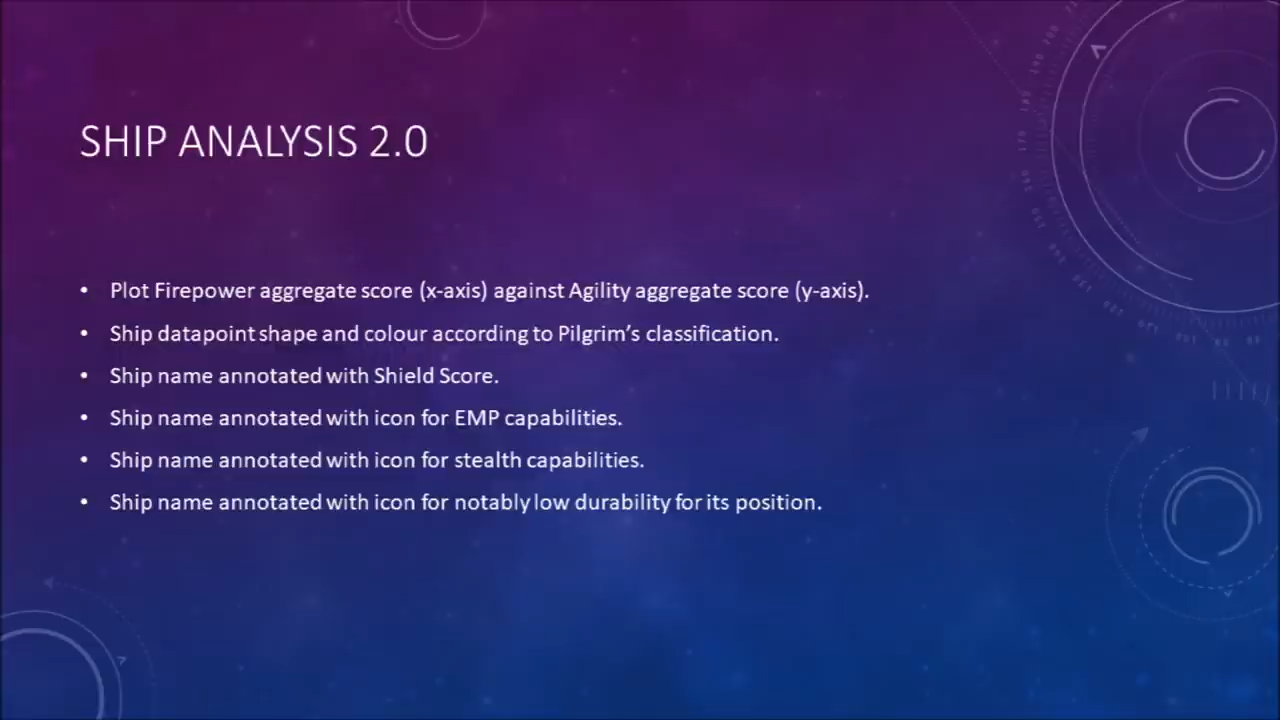 SHIP ANALYSIS 2.0
• Plot Firepower aggregate score (x-axis) against Agility aggregate score (y-axis).
• Ship datapoint shape and colour according to Pilgrim's classification.
• Ship name annotated with Shield Score.
• Ship name annotated with icon for EMP capabilities.
• Ship name annotated with icon for stealth capabilities.
• Ship name annotated with icon for notably low durability for its position.